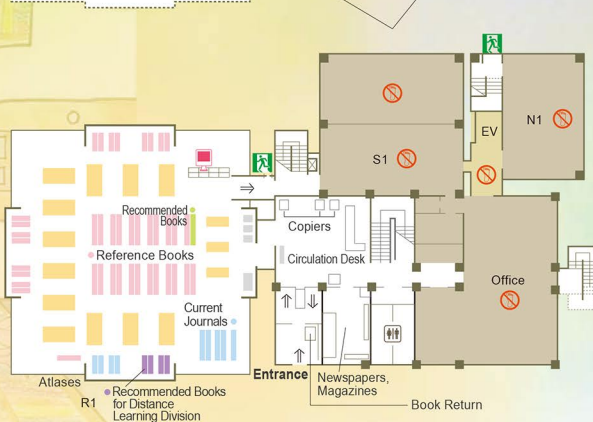 EV
N1
S1
Recommended
Books
Copiers
Reference Books
Circulation Desk
Office
Current
Journals
Atlases
Entrance
Newspapers,
Magazines
R1
Recommended Books
for Distance
Learning Division
Book Return